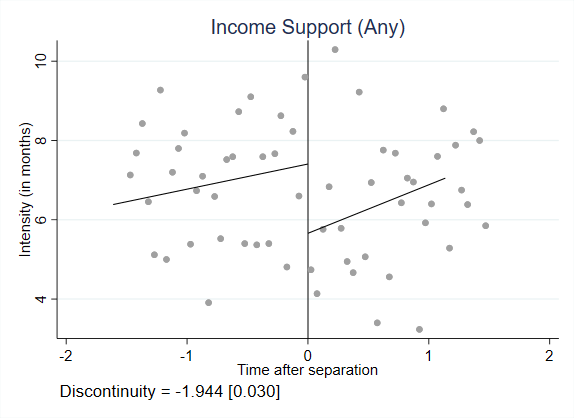 Income Support (Any)
Intensity (in months)
10
8
6
4
-2
-1
0
1
2
Time after separation
Discontinuity = -1.944 [0.030]